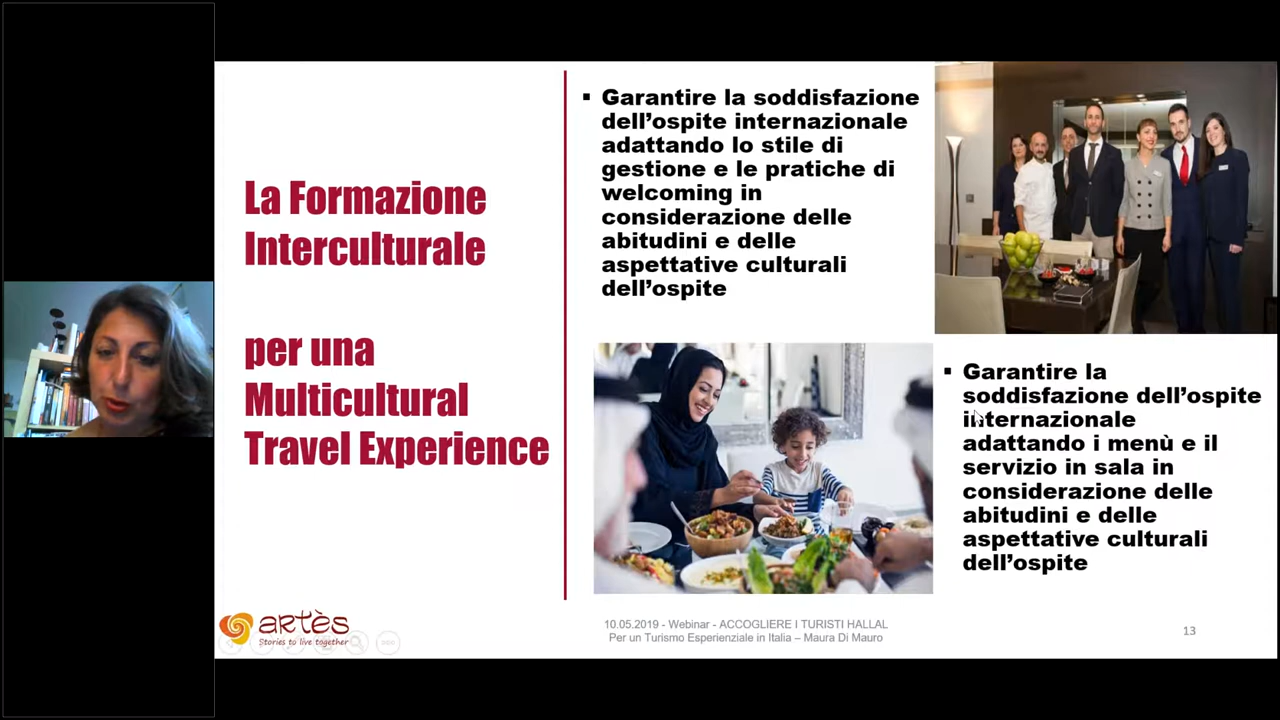 La Formazione
Interculturale
per una
Multicultural
Travel Experience
▪ Garantire la soddisfazione
dell’ospite internazionale
adattando lo stile di
gestione e le pratiche di
welcoming in
considerazione delle
abitudini e delle
aspettative culturali
dell’ospite
▪ Garantire la
soddisfazione dell’ospite
internazionale
adattando i menù e il
servizio in sala in
considerazione delle
abitudini e delle
aspettative culturali
dell’ospite
artès
Stories to live together
10.05.2019 - Webinar - ACCOGLIERE I TURISTI HALLAL
Per un Turismo Esperienziale in Italia – Maura Di Mauro
13